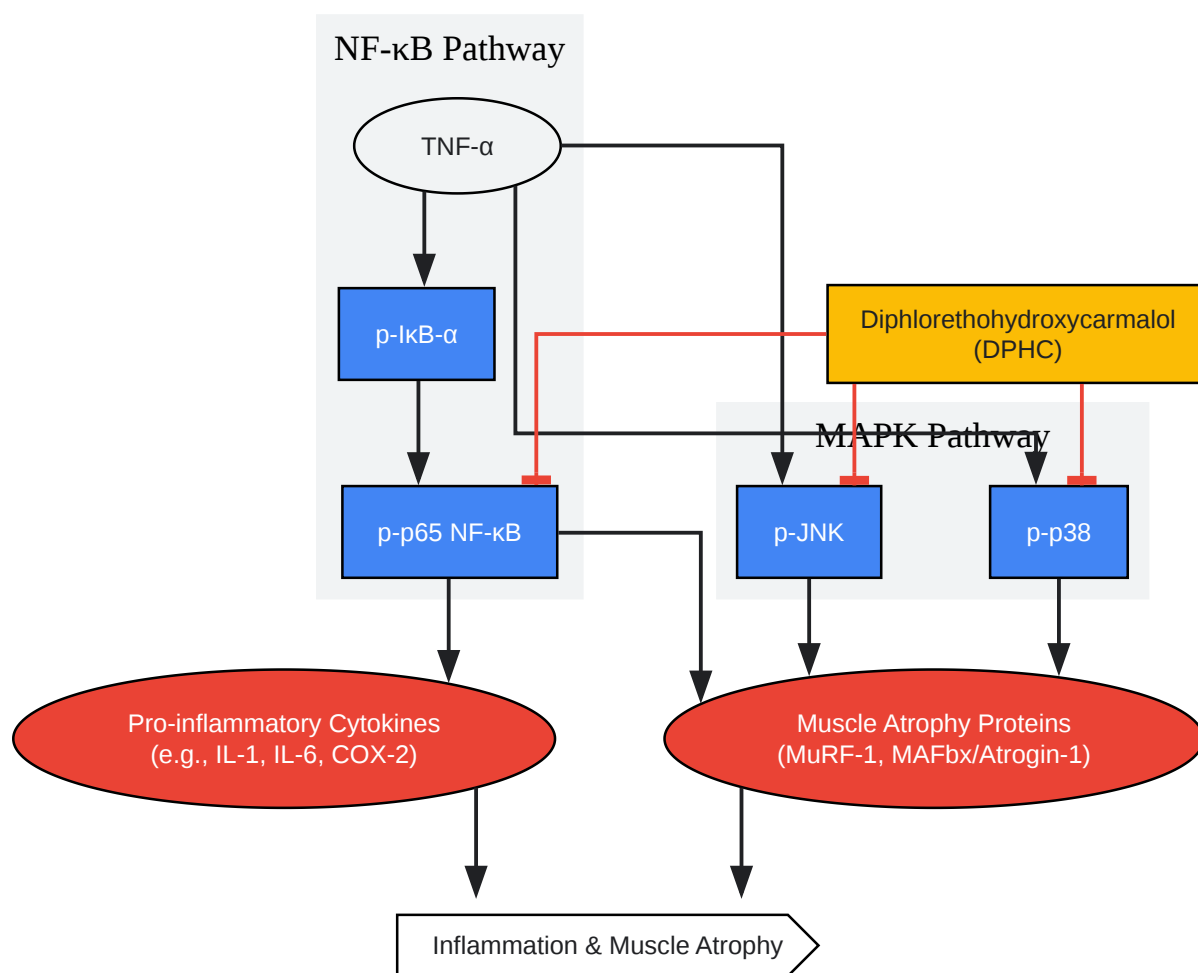 NF-κB Pathway
TNF-α
p-IκB-α
Diphlorethohydroxycarmalol
(DPHC)
MAPK Pathway
p-p65 NF-κB
p-JNK
p-p38
Pro-inflammatory Cytokines
(e.g., IL-1, IL-6, COX-2)
Muscle Atrophy Proteins
(MuRF-1, MAFbx/Atrogin-1)
Inflammation & Muscle Atrophy